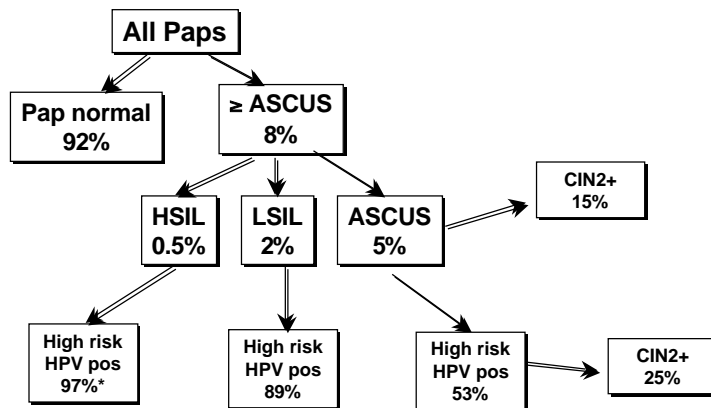 All Paps
Pap normal
92%
≥ ASCUS
8%
HSIL
0.5%
LSIL
2%
ASCUS
5%
CIN2+
15%
High risk
HPV pos
97%*
High risk
HPV pos
89%
High risk
HPV pos
53%
CIN2+
25%